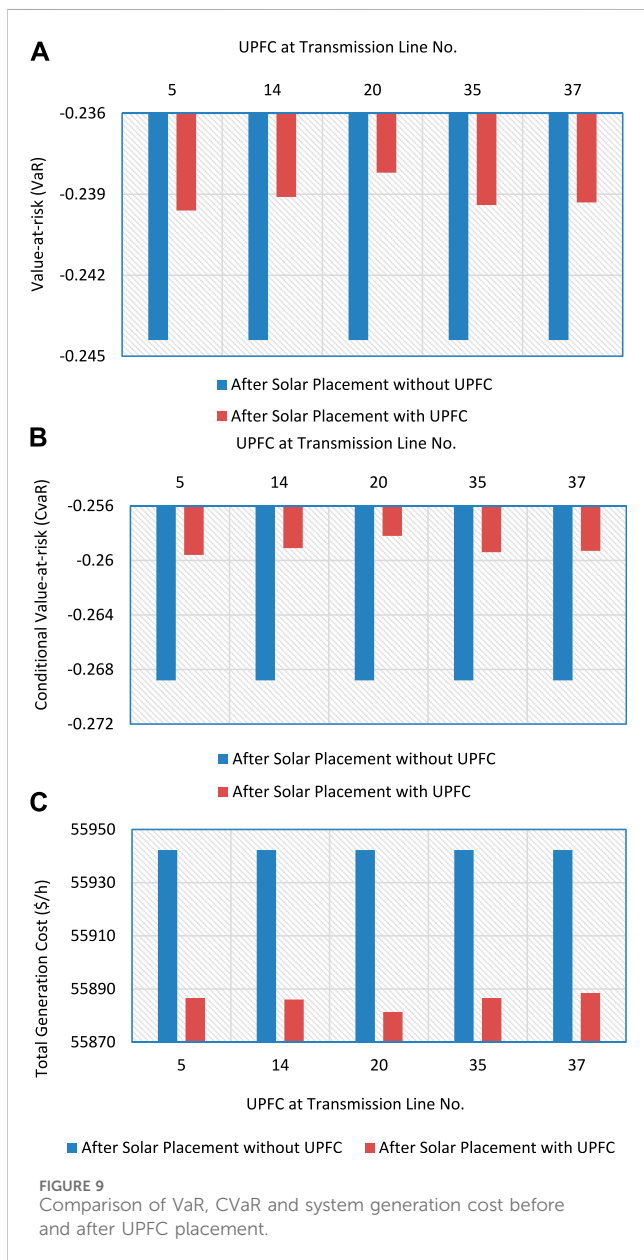 A
UPFC at Transmission Line No.
5 14 20 35 37
-0.236
-0.239
-0.242
-0.245
Value-at-risk (VaR)
After Solar Placement without UPFC
After Solar Placement with UPFC
B
UPFC at Transmission Line No.
5 14 20 35 37
-0.256
-0.26
-0.264
-0.268
-0.272
Conditional Value-at-risk (CvaR)
After Solar Placement without UPFC
After Solar Placement with UPFC
C
55950
55930
55910
55890
55870
Total Generation Cost ($/h)
5 14 20 35 37
UPFC at Transmission Line No.
After Solar Placement without UPFC After Solar Placement with UPFC
FIGURE 9
Comparison of VaR, CVaR and system generation cost before
and after UPFC placement.